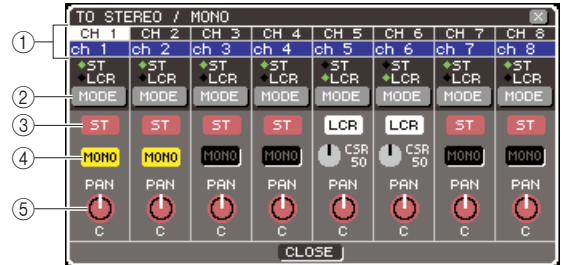 TO STEREO / MONO
CH 1 CH 2 CH 3 CH 4 CH 5 CH 6 CH 7 CH 8
① ch 1 ch 2 ch 3 ch 4 ch 5 ch 6 ch 7 ch 8
ST ST ST ST ST ST ST ST
LCR LCR LCR LCR LCR LCR LCR LCR
② MODE MODE MODE MODE MODE MODE MODE MODE
③ ST ST ST ST LCR LCR ST ST
④ MONO MONO MONO MONO CSR 50 CSR 50 MONO MONO
PAN PAN PAN PAN PAN PAN PAN PAN
⑤
C C C C C C C C
CLOSE